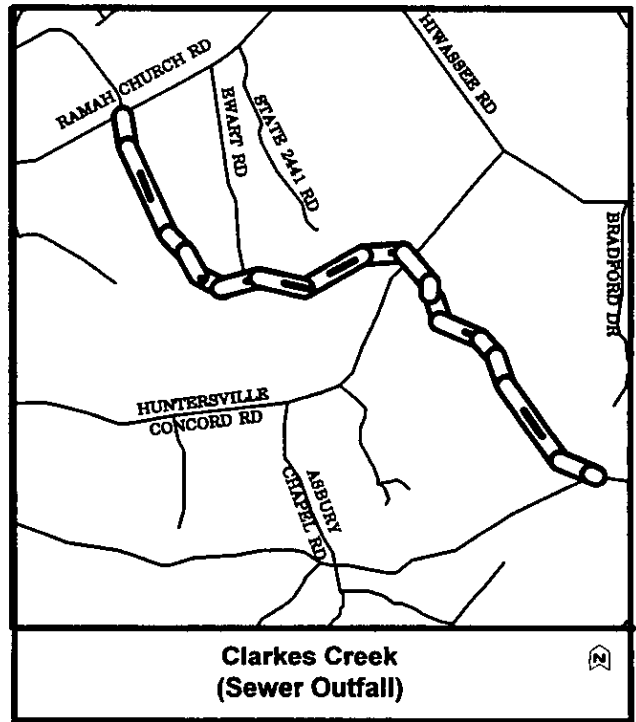 RAMAH CHURCH RD
EWART RD
STATE 2441 RD
HIWASSEE RD
BRADFORD DR
HUNTERSVILLE
CONCORD RD
ASBURY
CHAPEL RD
Clarkes Creek
(Sewer Outfall)
N